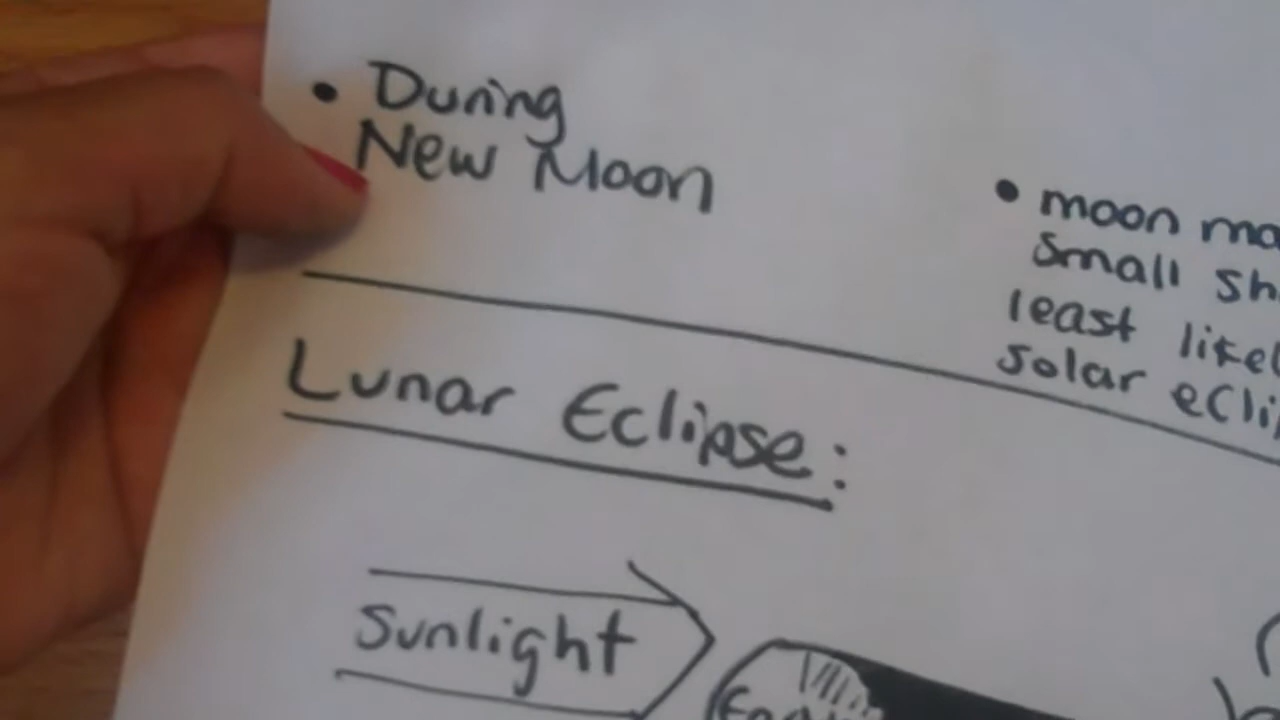 • During
New Moon
• moon
small
least
solar
Lunar Eclipse:
Sunlight